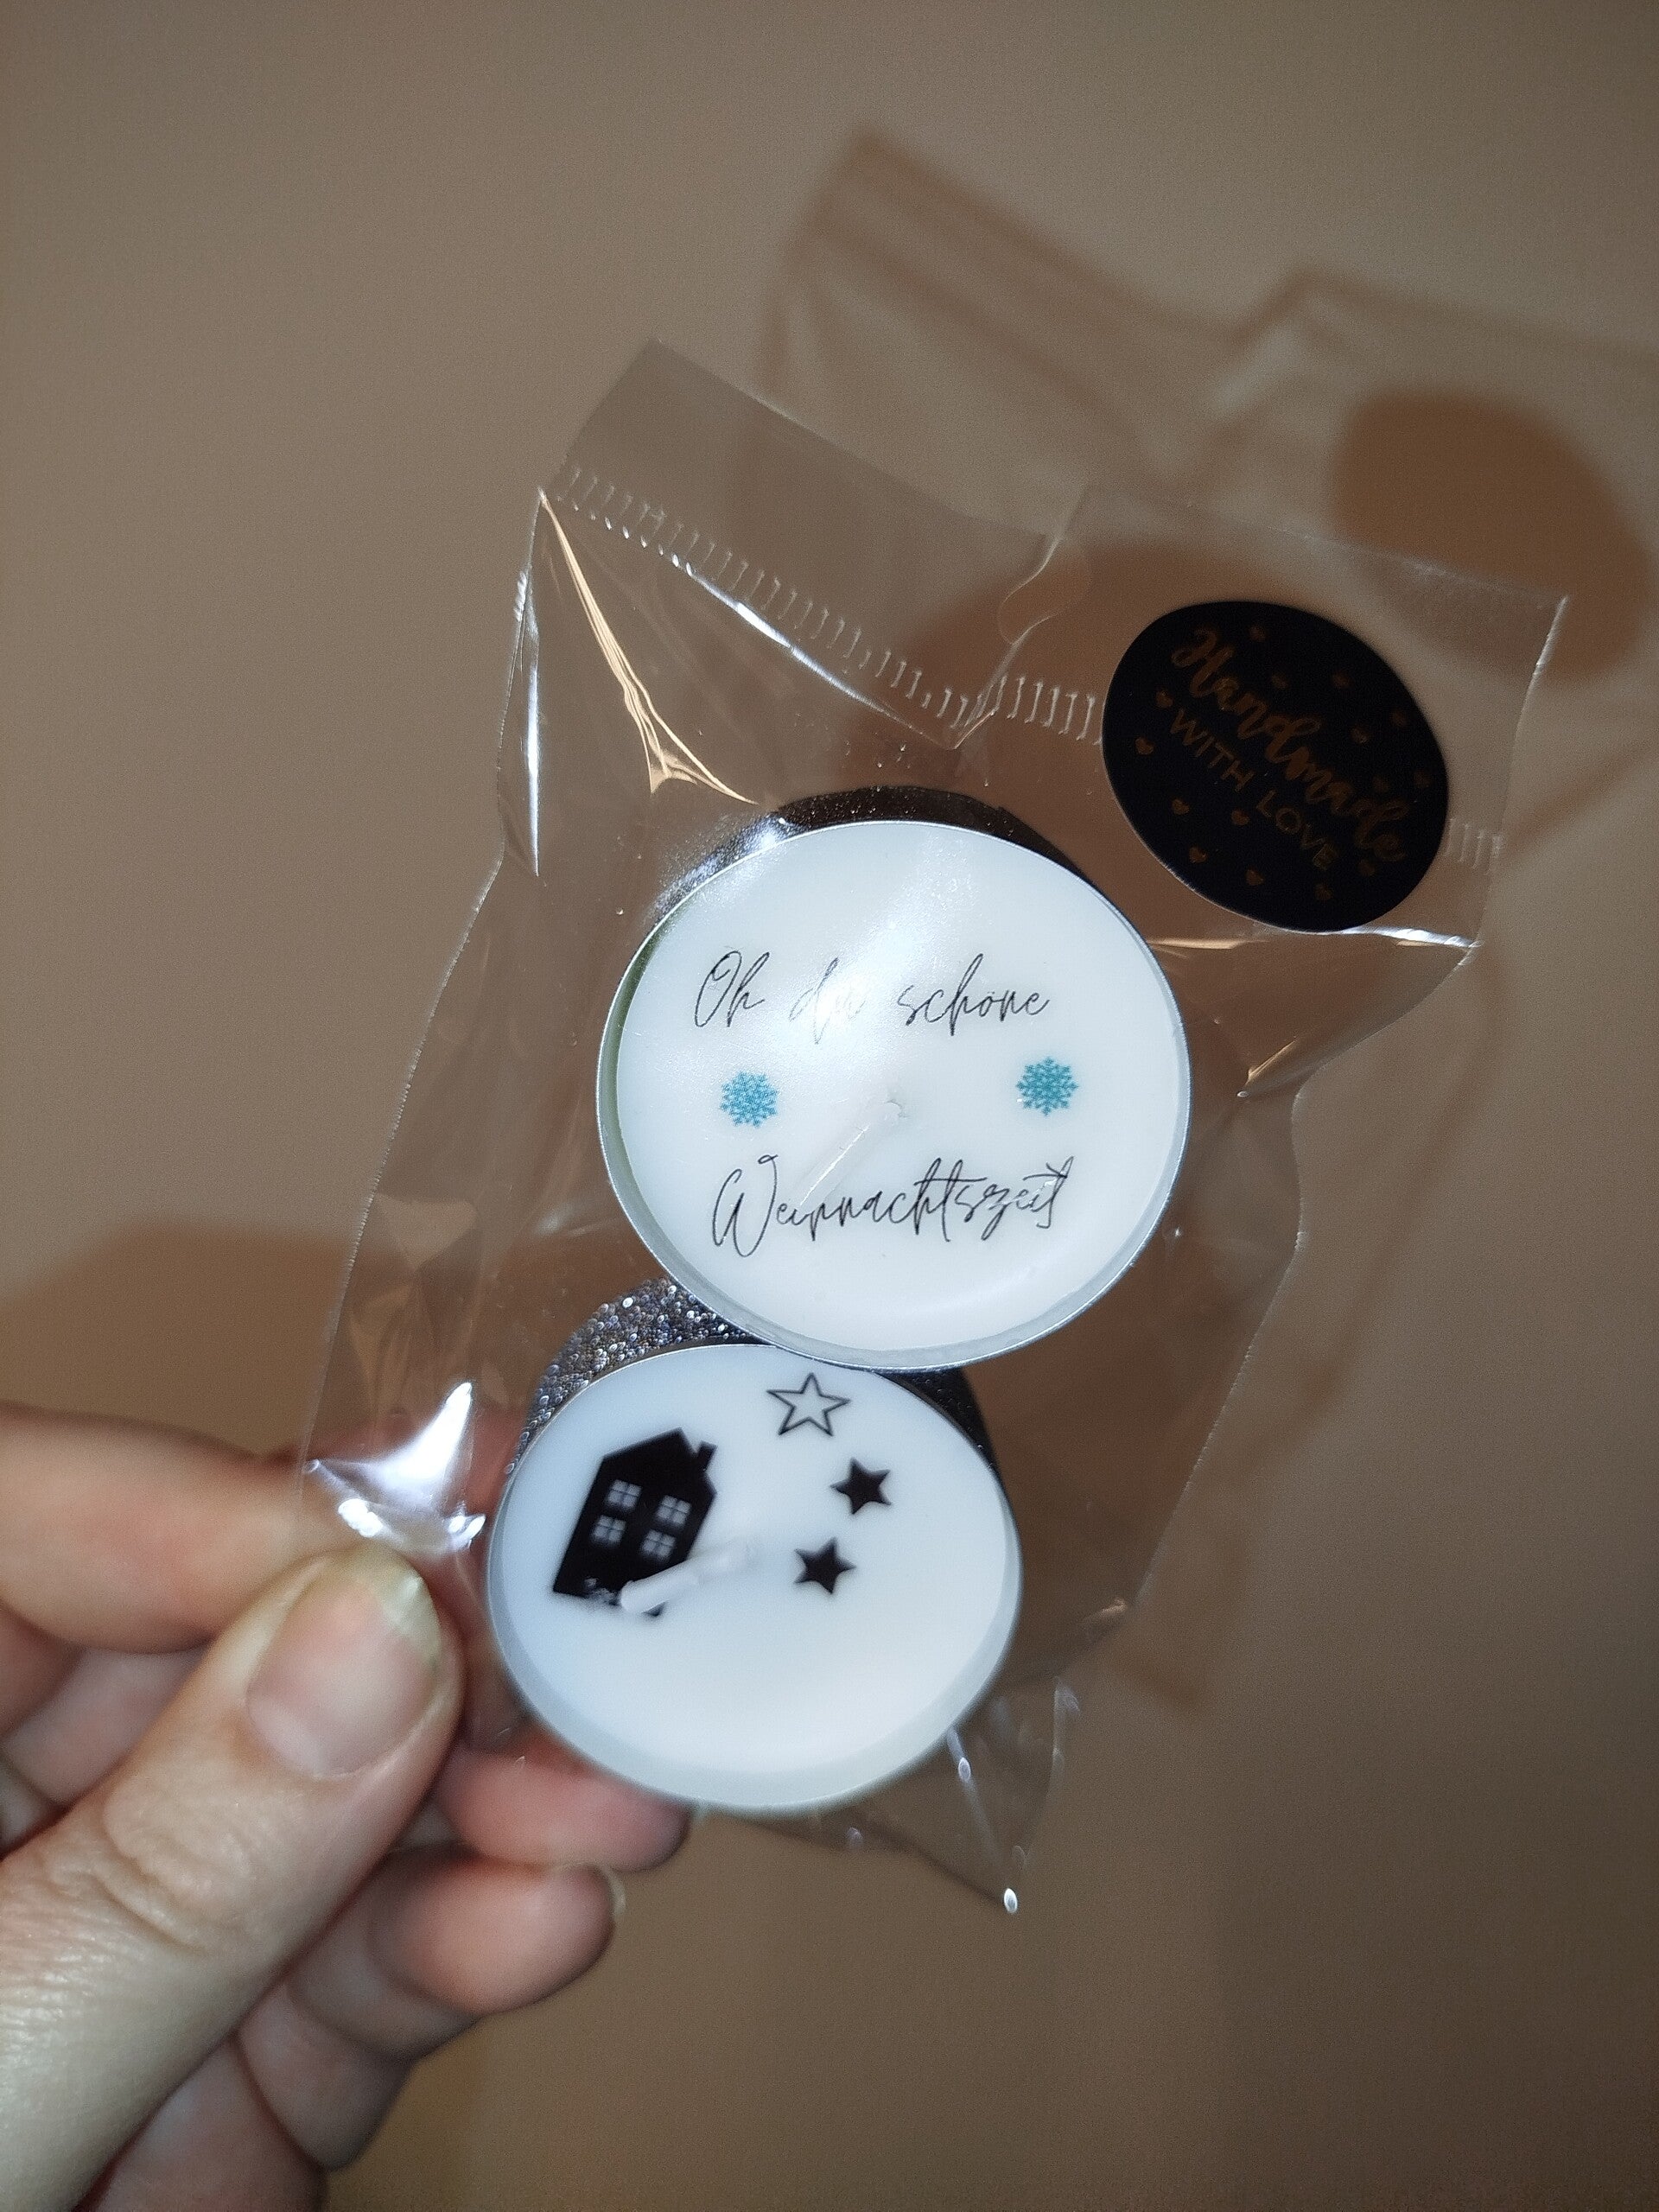 Handmade
WITH LOVE
Oh du schöne
Weihnachtszeit